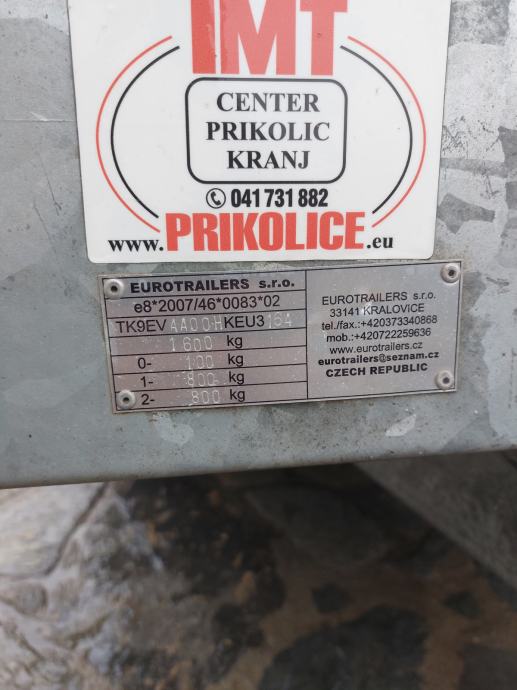 IMT
CENTER
PRIKOLIC
KRANJ
✆ 041 731 882
www.PRIKOLICE.eu
EUROTRAILERS s.r.o.
e8*2007/46*0083*02
TK9EVAA00HKEU3164
1600 kg
0- 100 kg
1- 800 kg
2- 800 kg
EUROTRAILERS s.r.o.
33141 KRALOVICE
tel./fax.:+420373340868
mob.:+420722259636
www.eurotrailers.cz
eurotrailers@seznam.cz
CZECH REPUBLIC